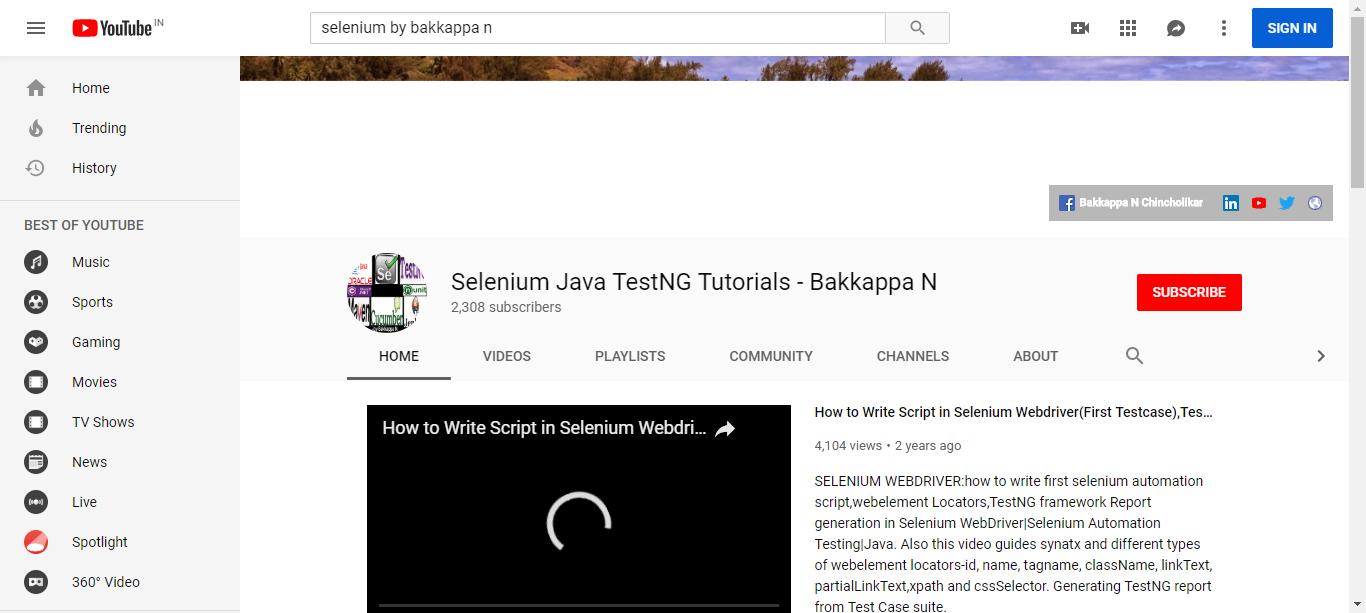 YouTube IN
selenium by bakkappa n
SIGN IN
Home
Trending
History
BEST OF YOUTUBE
Music
Sports
Gaming
Movies
TV Shows
News
Live
Spotlight
360° Video
Bakkappa N Chincholikar
Selenium Java TestNG Tutorials - Bakkappa N
2,308 subscribers
SUBSCRIBE
HOME
VIDEOS
PLAYLISTS
COMMUNITY
CHANNELS
ABOUT
How to Write Script in Selenium Webdri...
How to Write Script in Selenium Webdriver(First Testcase),Tes...
4,104 views • 2 years ago
SELENIUM WEBDRIVER:how to write first selenium automation
script,webelement Locators,TestNG framework Report
generation in Selenium WebDriver|Selenium Automation
Testing|Java. Also this video guides synatx and different types
of webelement locators-id, name, tagname, className, linkText,
partialLinkText,xpath and cssSelector. Generating TestNG report
from Test Case suite.